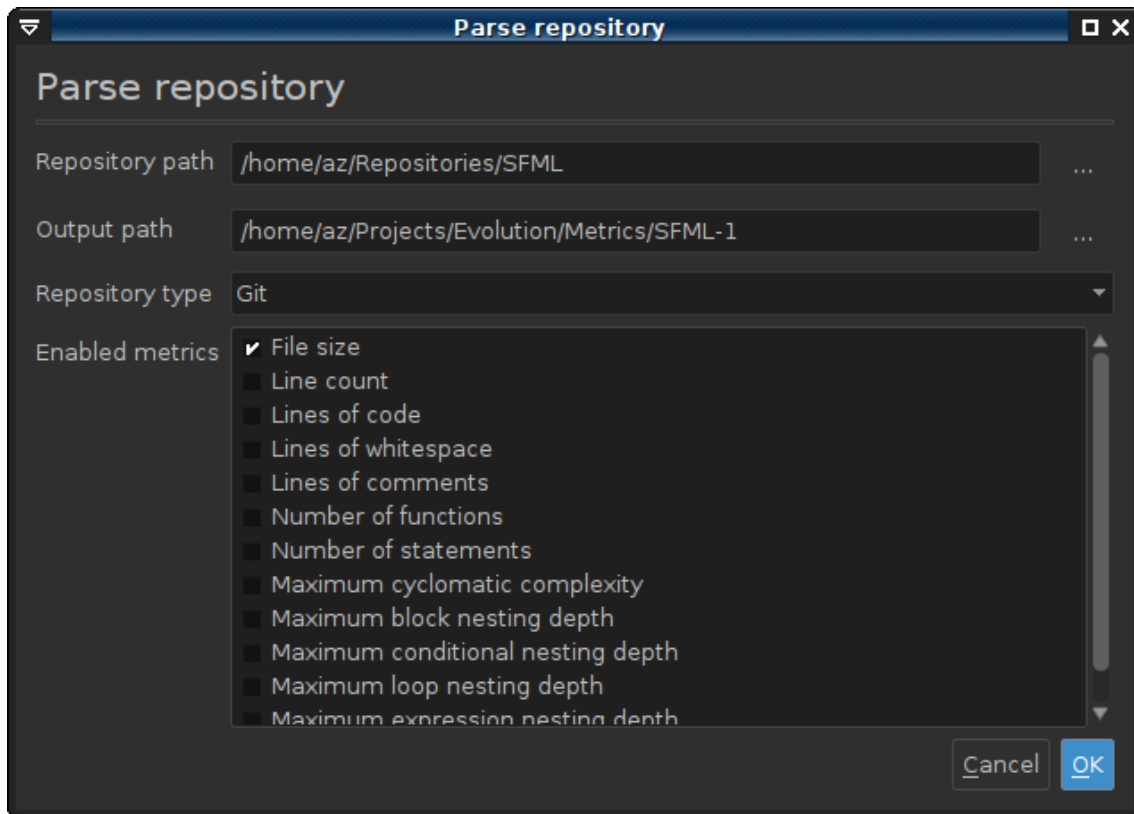 Parse repository
Parse repository
Repository path /home/az/Repositories/SFML ...
Output path /home/az/Projects/Evolution/Metrics/SFML-1 ...
Repository type Git
Enabled metrics File size
Line count
Lines of code
Lines of whitespace
Lines of comments
Number of functions
Number of statements
Maximum cyclomatic complexity
Maximum block nesting depth
Maximum conditional nesting depth
Maximum loop nesting depth
Maximum expression nesting depth
Cancel OK